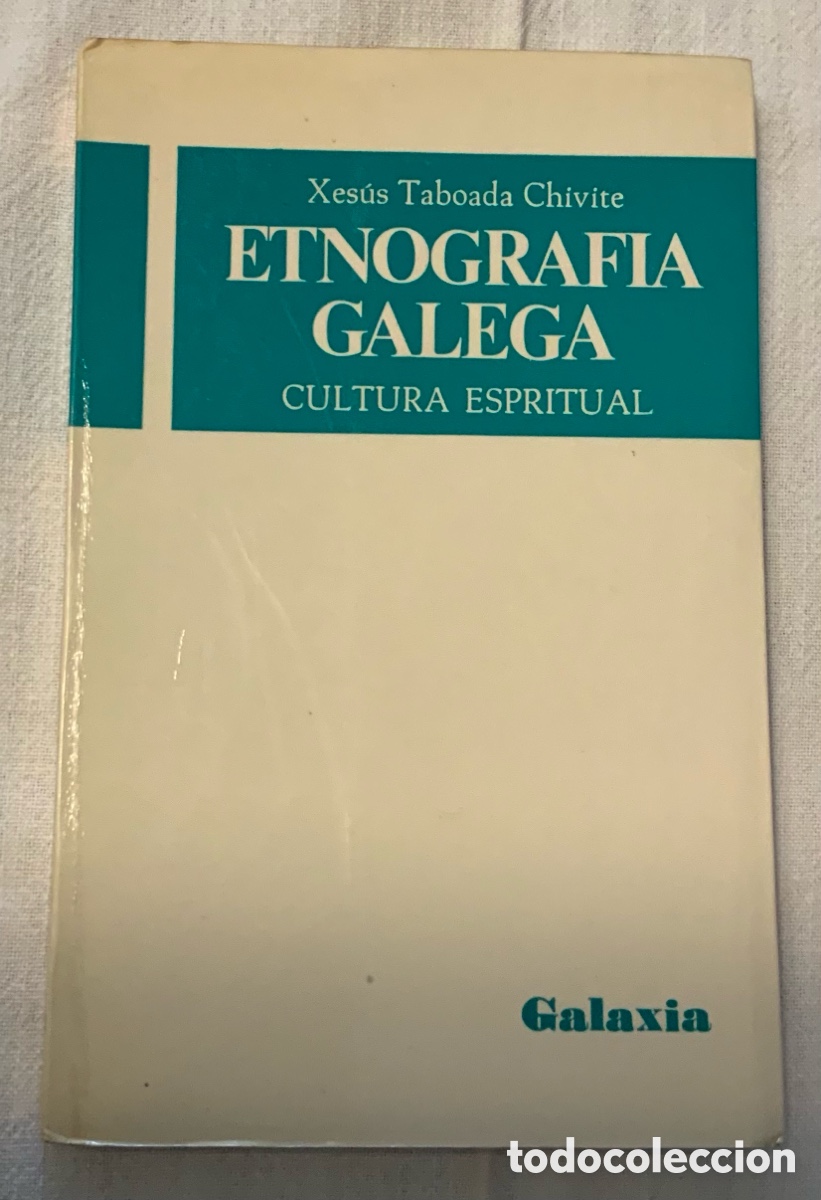 Xesús Taboada Chivite
ETNOGRAFIA
GALEGA
CULTURA ESPRITUAL
Galaxia
todocoleccion